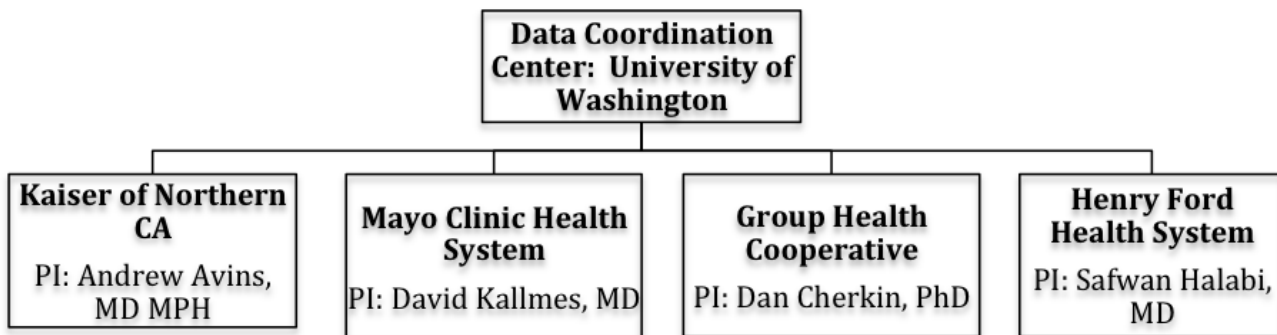 Data Coordination
Center:  University of
Washington
Kaiser of Northern
CA
PI: Andrew Avins,
MD MPH
Mayo Clinic Health
System
PI: David Kallmes, MD
Group Health
Cooperative
PI: Dan Cherkin, PhD
Henry Ford
Health System
PI: Safwan Halabi,
MD